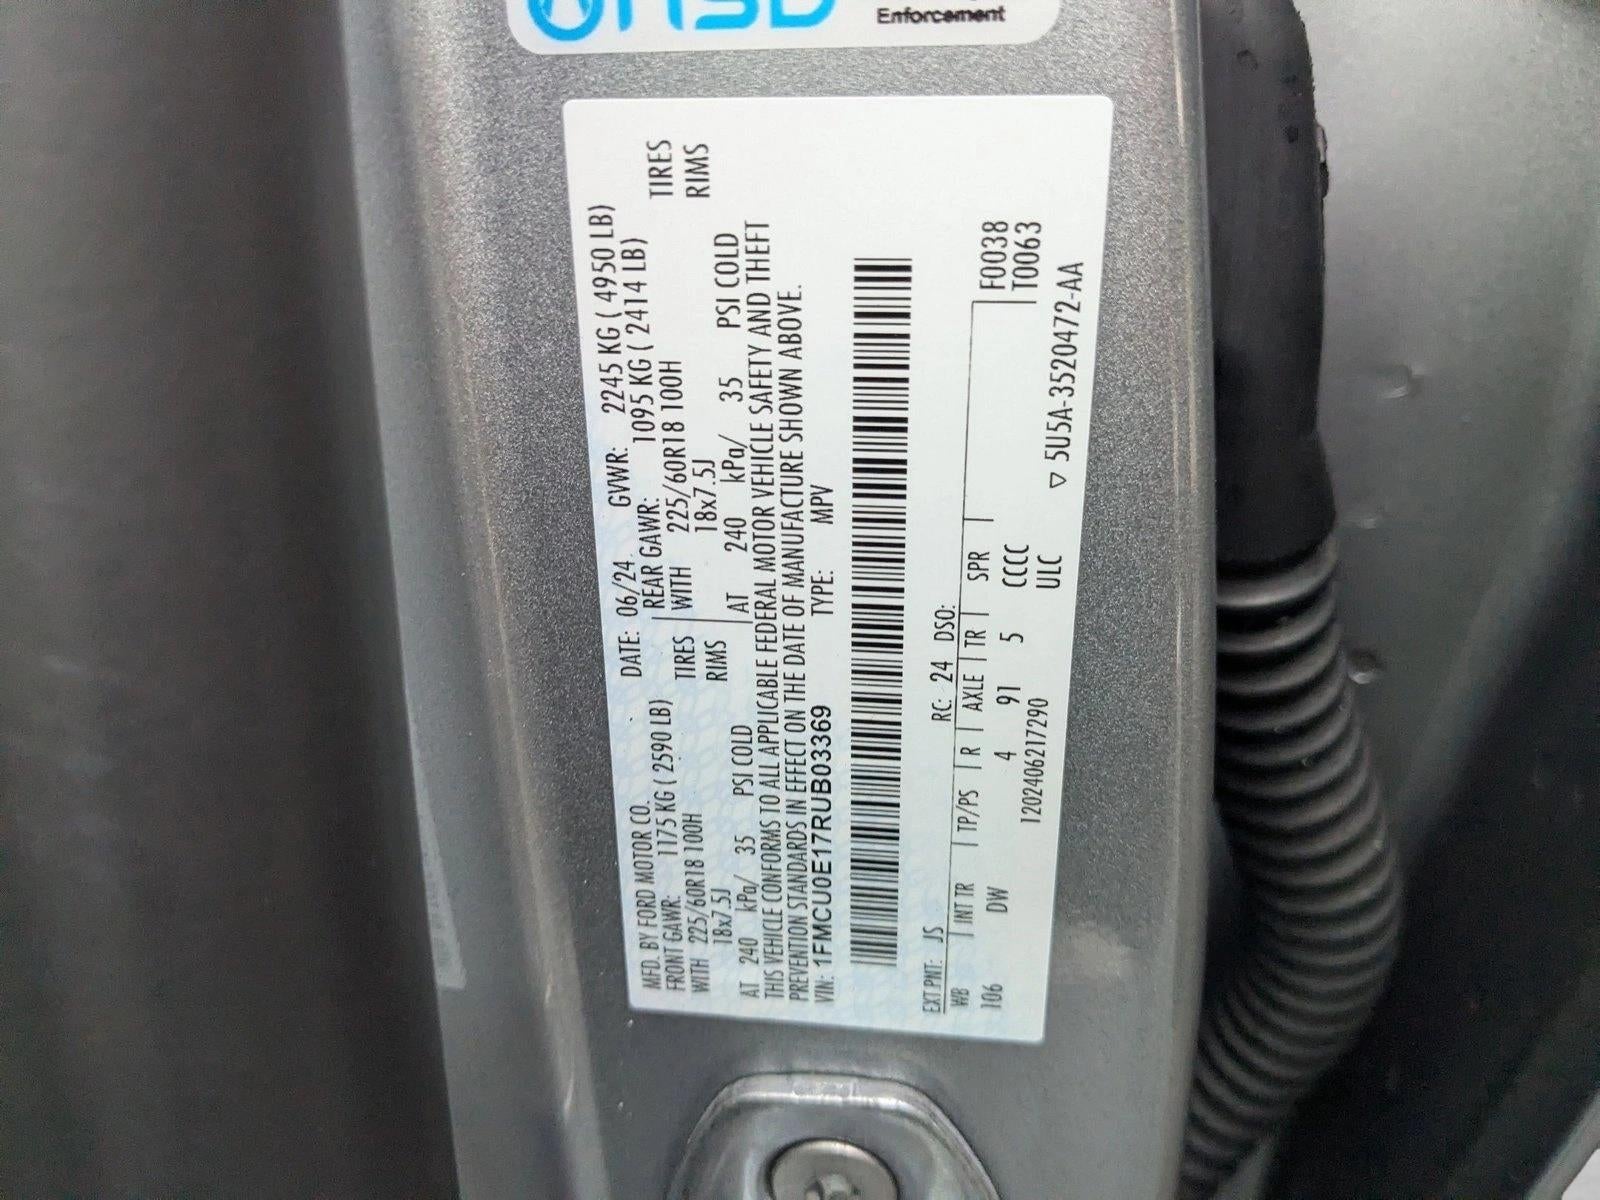 Enforcement
MFD. BY FORD MOTOR CO. DATE: 06/24 GVWR: 2245 KG ( 4950 LB)
FRONT GAWR: 1175 KG ( 2590 LB) REAR GAWR: 1095 KG ( 2414 LB)
WITH 225/60R18 100H TIRES WITH 225/60R18 100H TIRES
18x7.5J RIMS 18x7.5J RIMS
AT 240 kPa/ 35 PSI COLD AT 240 kPa/ 35 PSI COLD
THIS VEHICLE CONFORMS TO ALL APPLICABLE FEDERAL MOTOR VEHICLE SAFETY AND THEFT
PREVENTION STANDARDS IN EFFECT ON THE DATE OF MANUFACTURE SHOWN ABOVE.
VIN: 1FMCU0E17RUB03369 TYPE: MPV
EXT PNT: JS RC: 24 DSO:
WB INT TR TP/PS R AXLE TR SPR F0038
106 DW 4 91 5 CCCC T0063
1202406217290 ULC
▽ 5U5A-3520472-AA